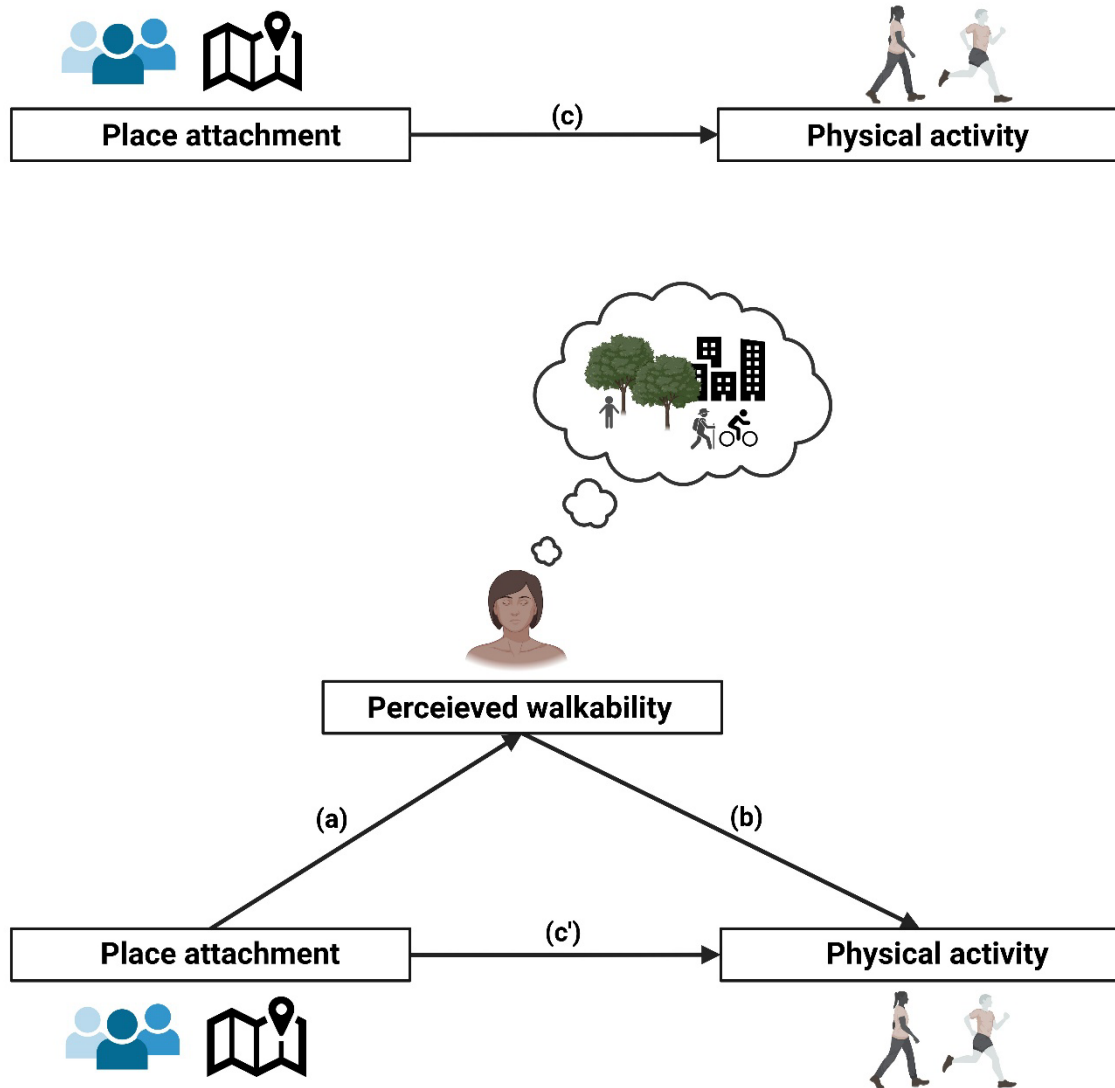 Place attachment
(c)
Physical activity
Perceieved walkability
(a)
(b)
Place attachment
(c')
Physical activity